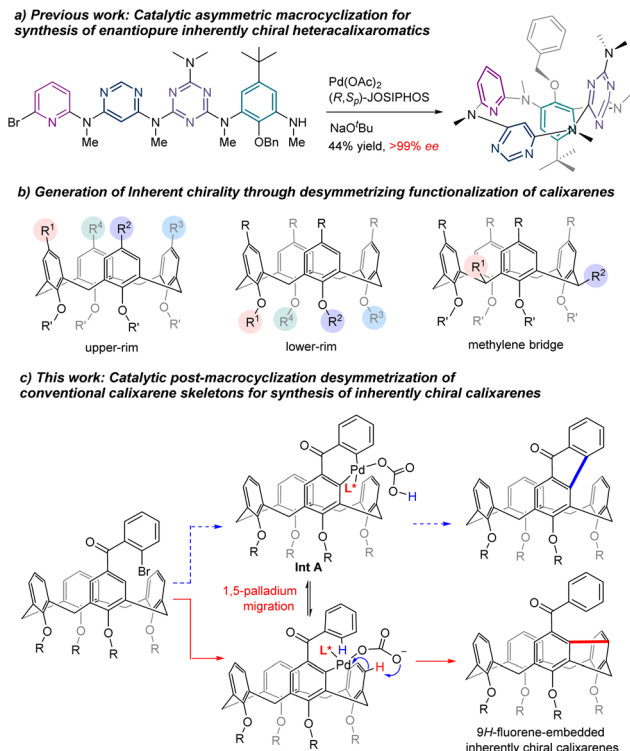 a) Previous work: Catalytic asymmetric macrocyclization for
synthesis of enantiopure inherently chiral heteracalixaromatics
Br
N
N
Me
N
N
N
Me
N
N
N
N
N
Me
OBn
NH
Me
Pd(OAc)2
(R,Sp)-JOSIPHOS
NaOtBu
44% yield, >99% ee
O
N
N
N
N
N
N
N
N
N
N
N
b) Generation of Inherent chirality through desymmetrizing functionalization of calixarenes
R1
R4
R2
R3
O
R'
O
R'
O
R'
O
R'
upper-rim
R
R
R
R
O
R1
O
R4
O
R2
O
R3
lower-rim
R
R
R
R
R1
R2
O
R'
O
R'
O
R'
O
R'
methylene bridge
c) This work: Catalytic post-macrocyclization desymmetrization of
conventional calixarene skeletons for synthesis of inherently chiral calixarenes
O
Br
O
R
O
R
O
R
O
R
O
Pd
L*
O
O
O
H
O
R
O
R
O
R
O
R
Int A
1,5-palladium
migration
O
H
L*
Pd
O
O
O−
H
O
R
O
R
O
R
O
R
O
O
R
O
R
O
R
O
R
O
O
R
O
R
O
R
O
R
9H-fluorene-embedded
inherently chiral calixarenes